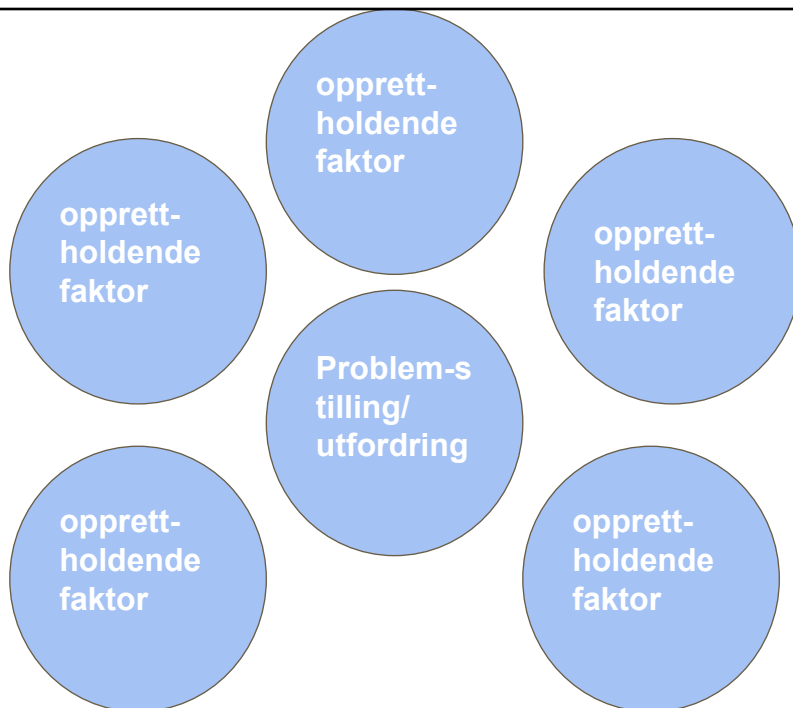 opprett-
holdende
faktor
opprett-
holdende
faktor
opprett-
holdende
faktor
Problem-s
tilling/
utfordring
opprett-
holdende
faktor
opprett-
holdende
faktor